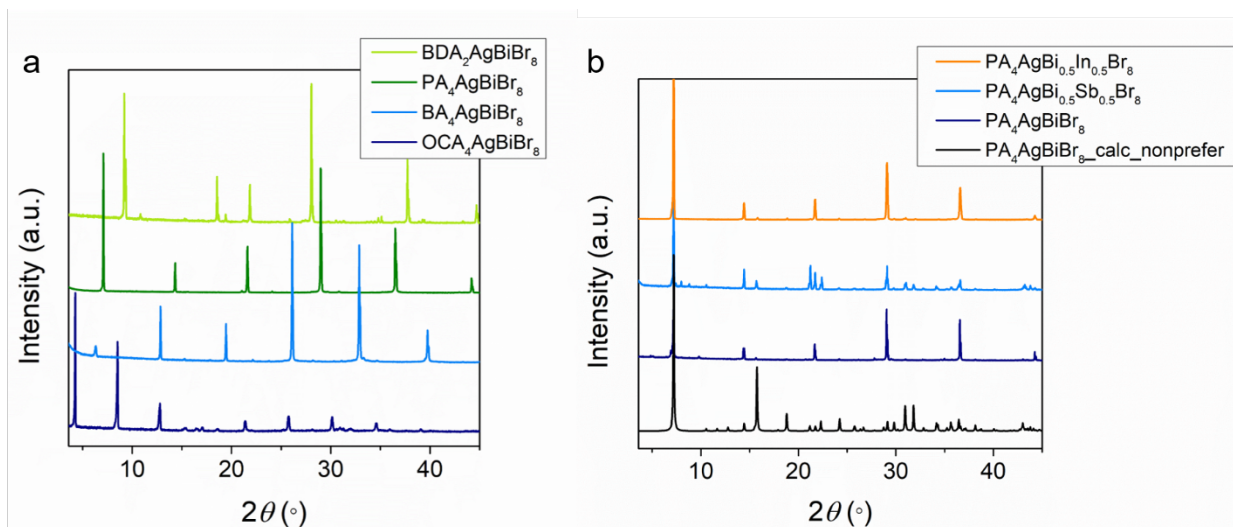 a
BDA₂AgBiBr₈
PA₄AgBiBr₈
BA₄AgBiBr₈
OCA₄AgBiBr₈
Intensity (a.u.)
10 20 30 40
2θ (°)
b
PA₄AgBi₀.₅In₀.₅Br₈
PA₄AgBi₀.₅Sb₀.₅Br₈
PA₄AgBiBr₈
PA₄AgBiBr₈_calc_nonprefer
Intensity (a.u.)
10 20 30 40
2θ (°)